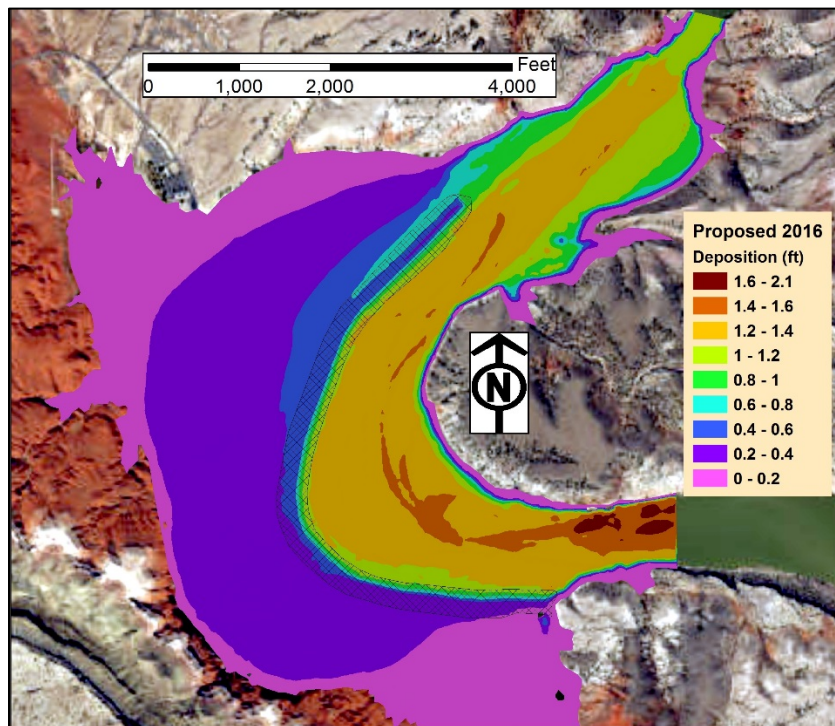 Feet
0 1,000 2,000 4,000
N
Proposed 2016
Deposition (ft)
1.6 - 2.1
1.4 - 1.6
1.2 - 1.4
1 - 1.2
0.8 - 1
0.6 - 0.8
0.4 - 0.6
0.2 - 0.4
0 - 0.2